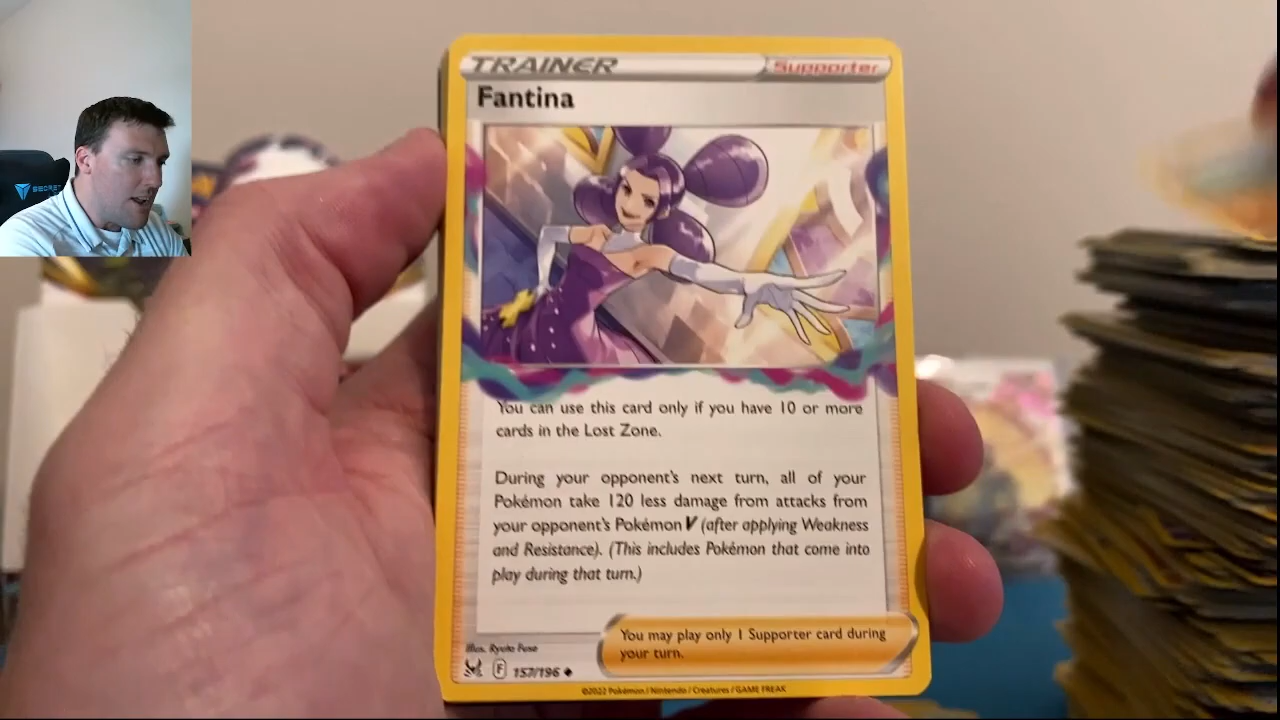 TRAINER
Supporter
Fantina
You can use this card only if you have 10 or more
cards in the Lost Zone.
During your opponent's next turn, all of your
Pokémon take 120 less damage from attacks from
your opponent's Pokémon V (after applying Weakness
and Resistance). (This includes Pokémon that come into
play during that turn.)
You may play only 1 Supporter card during
your turn.
Illus. Ryuta Fuse
F 157/196
©2022 Pokémon / Nintendo / Creatures / GAME FREAK